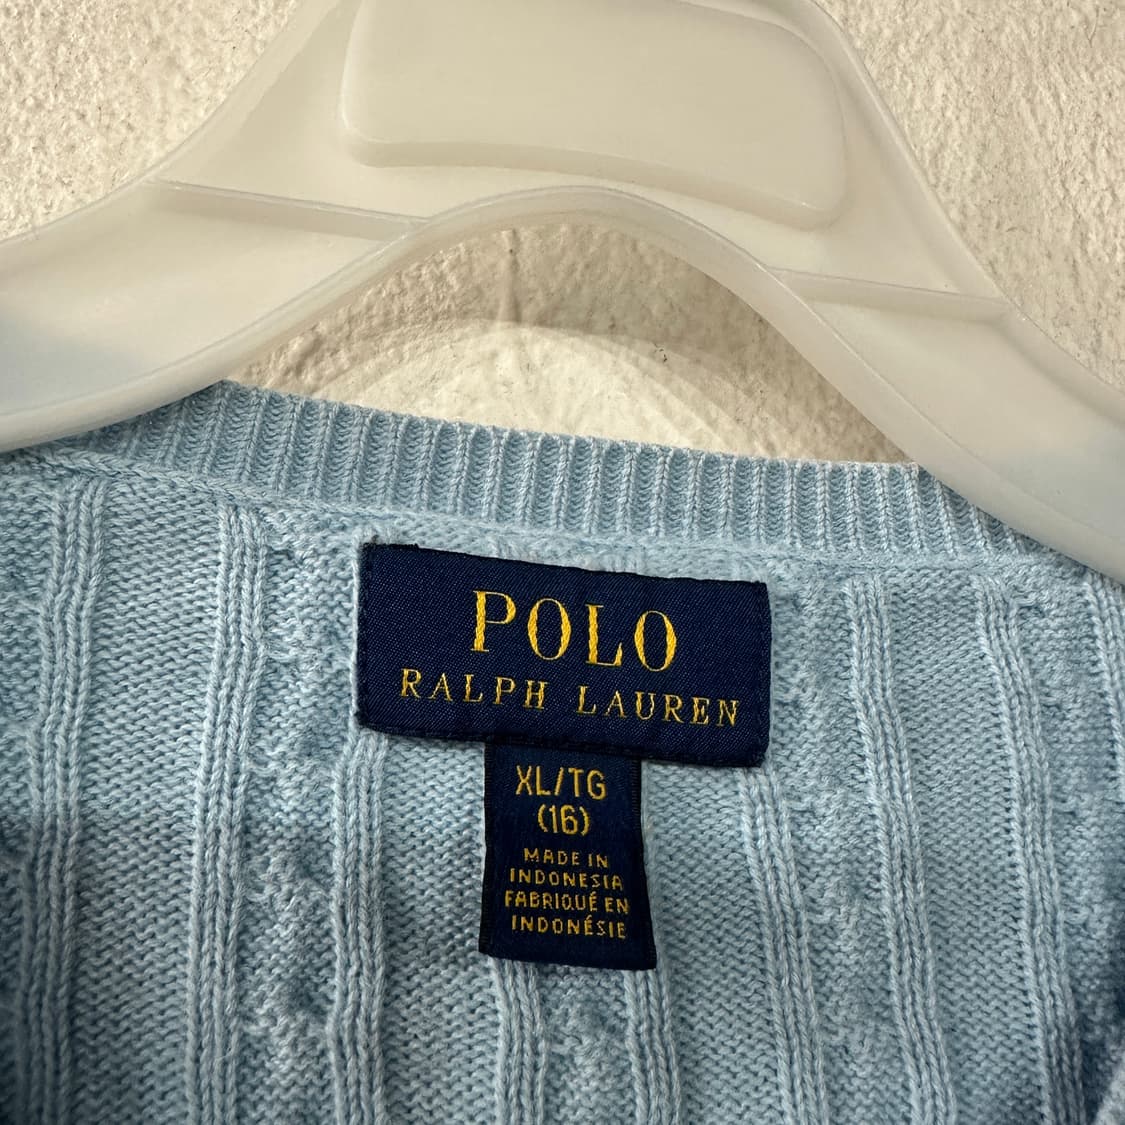 POLO
RALPH LAUREN
XL/TG
(16)
MADE IN
INDONESIA
FABRIQUÉ EN
INDONÉSIE